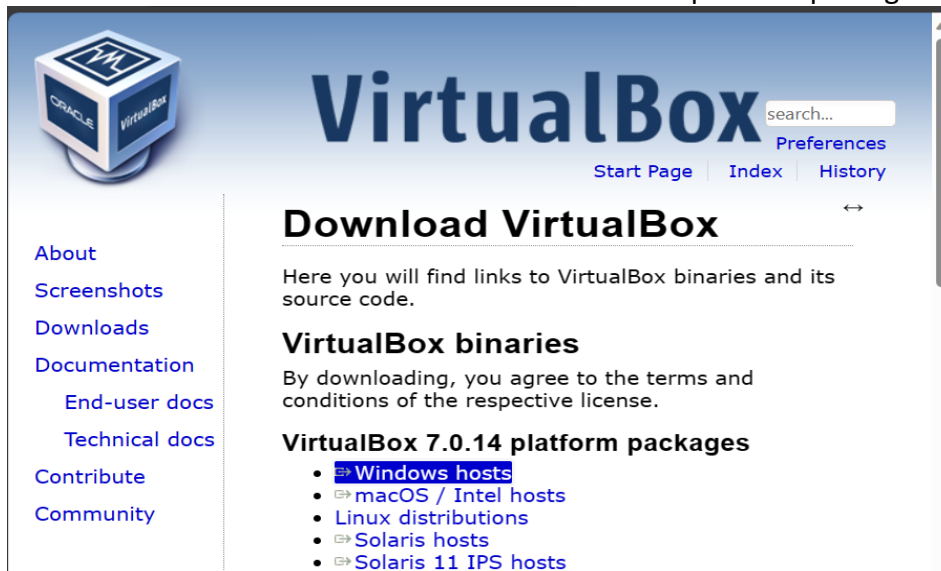 ORACLE
VirtualBox
VirtualBox
search...
Preferences
Start Page
Index
History
About
Screenshots
Downloads
Documentation
End-user docs
Technical docs
Contribute
Community
Download VirtualBox
Here you will find links to VirtualBox binaries and its
source code.
VirtualBox binaries
By downloading, you agree to the terms and
conditions of the respective license.
VirtualBox 7.0.14 platform packages
Windows hosts
macOS / Intel hosts
Linux distributions
Solaris hosts
Solaris 11 IPS hosts